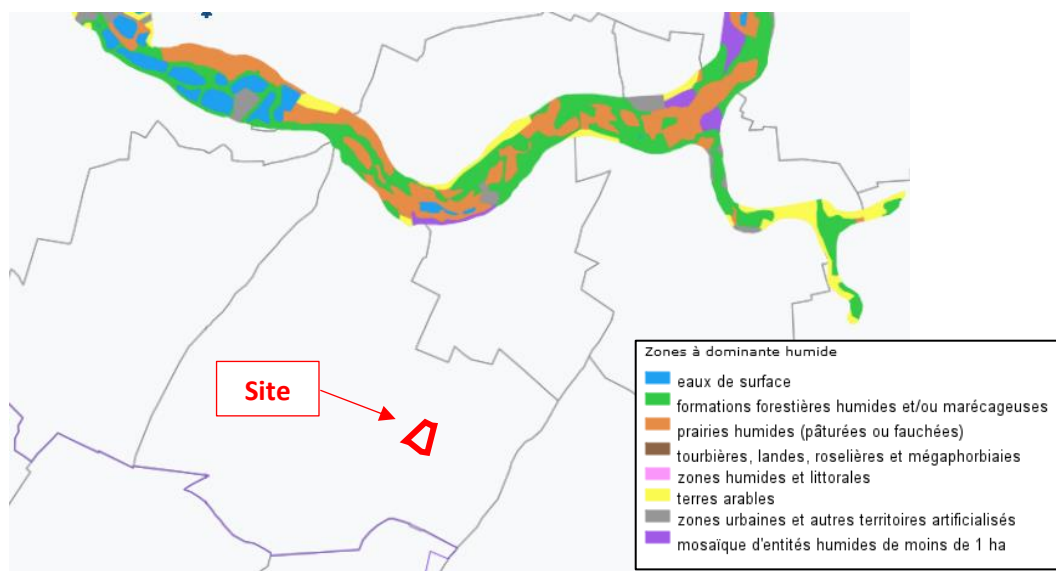 Site
Zones à dominante humide
eaux de surface
formations forestières humides et/ou marécageuses
prairies humides (pâturées ou fauchées)
tourbières, landes, roselières et mégaphorbiaies
zones humides et littorales
terres arables
zones urbaines et autres territoires artificialisés
mosaïque d'entités humides de moins de 1 ha